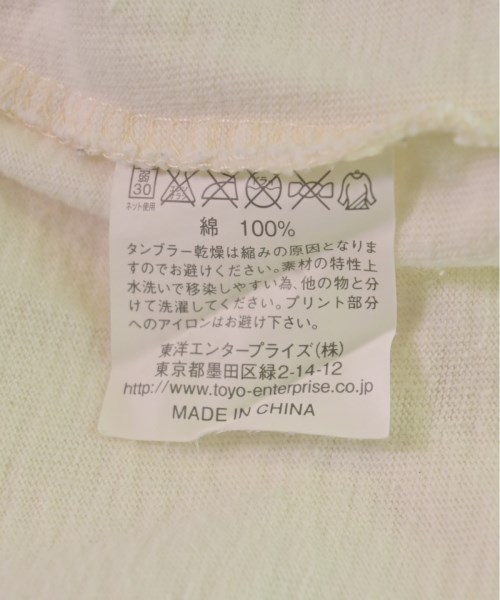 30
ネット使用
綿 100%
タンブラー乾燥は縮みの原因となりま
すのでお避けください。素材の特性上
水洗いで移染しやすい為、他の物と分
けて洗濯してください。プリント部分
へのアイロンはお避け下さい。
東洋エンタープライズ(株)
東京都墨田区緑2-14-12
http://www.toyo-enterprise.co.jp
MADE IN CHINA